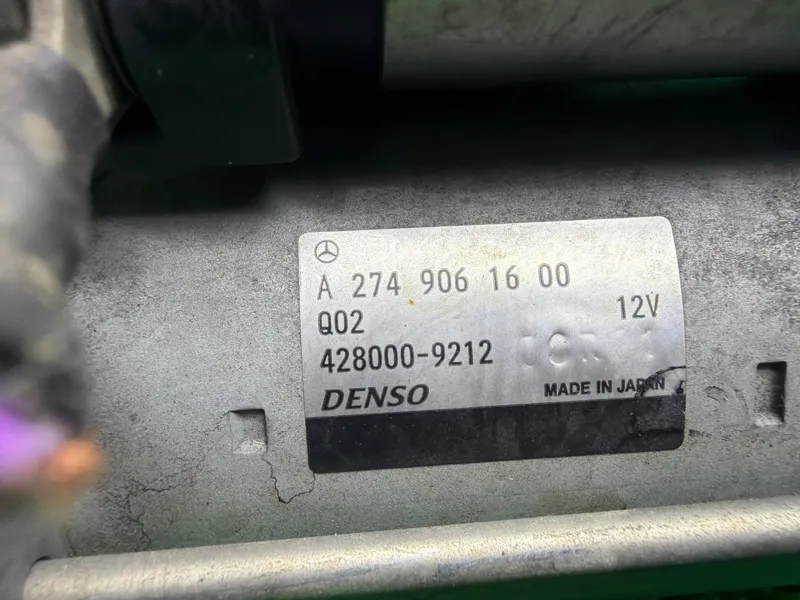 A 274 906 16 00
Q02
12V
428000-9212
DENSO
MADE IN JAPAN